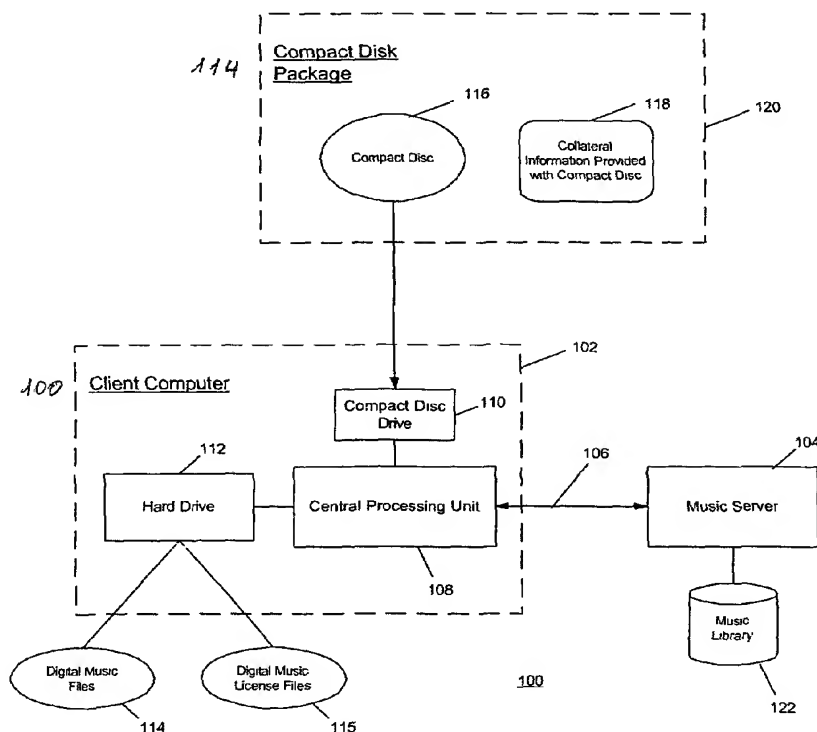 114
Compact Disk
Package
116
118
120
Compact Disc
Collateral
Information Provided
with Compact Disc
102
100
Client Computer
Compact Disc
Drive
110
112
106
104
Hard Drive
Central Processing Unit
Music Server
108
Music
Library
Digital Music
Files
Digital Music
License Files
100
122
114
115